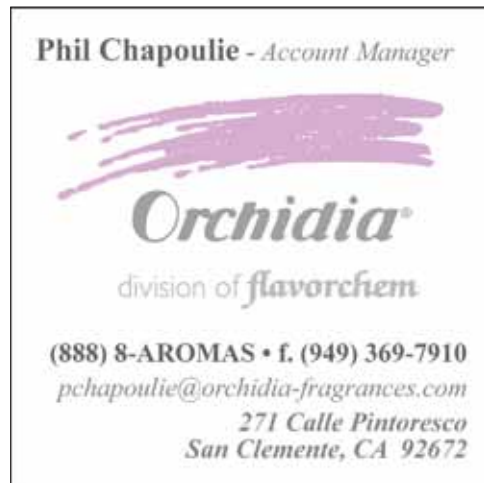 Phil Chapoulie - Account Manager
Orchidia®
division of flavorchem
(888) 8-AROMAS • f. (949) 369-7910
pchapoulie@orchidia-fragrances.com
271 Calle Pintoresco
San Clemente, CA 92672